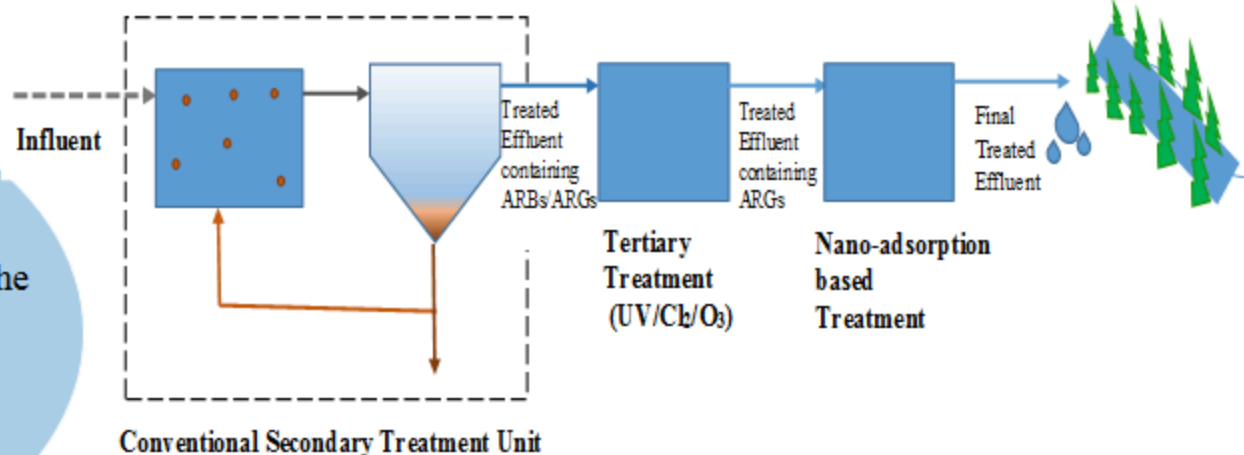 Influent
he
Treated
Effluent
containing
ARBs/ARGs
Treated
Effluent
containing
ARGs
Final
Treated
Effluent
Tertiary
Treatment
(UV/Cl₂/O₃)
Nano-adsorption
based
Treatment
Conventional Secondary Treatment Unit